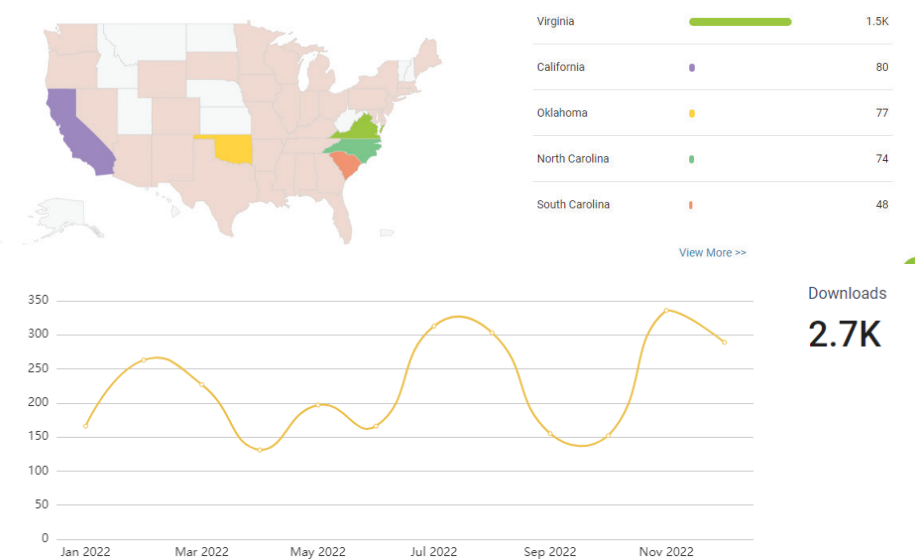 Virginia 1.5K
California 80
Oklahoma 77
North Carolina 74
South Carolina 48
View More >>
Downloads
2.7K
350
300
250
200
150
100
50
0
Jan 2022 Mar 2022 May 2022 Jul 2022 Sep 2022 Nov 2022